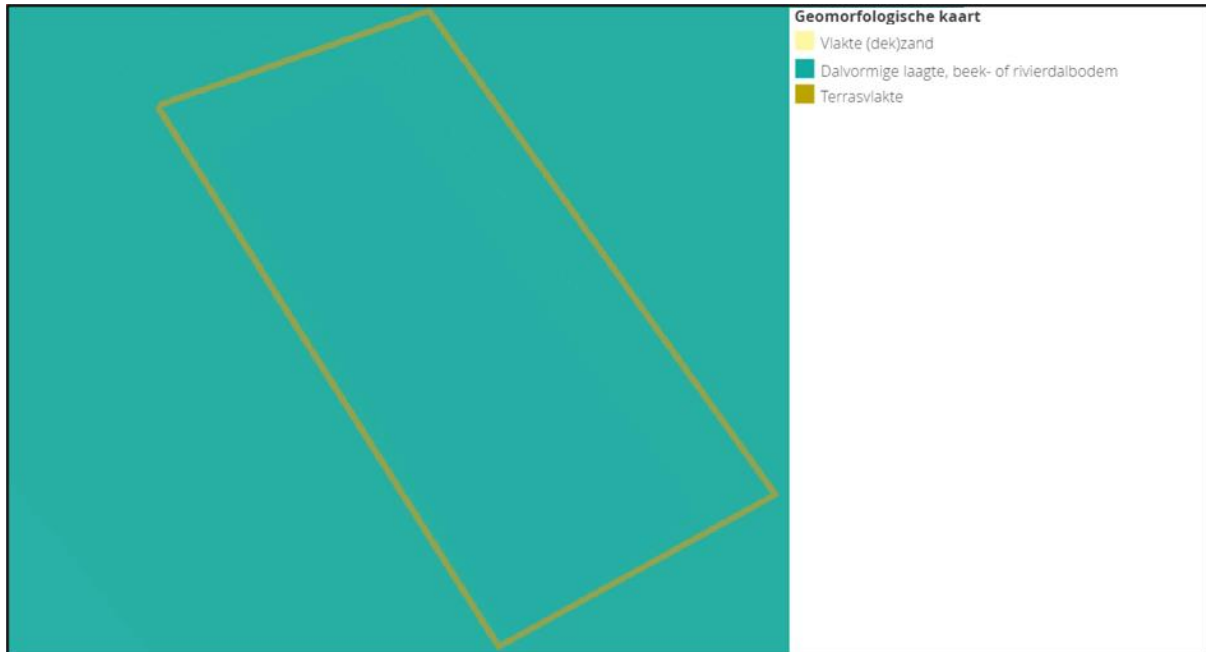 Geomorfologische kaart
Vlakte (dek)zand
Dalvormige laagte, beek- of rivierdalbodem
Terrasvlakte